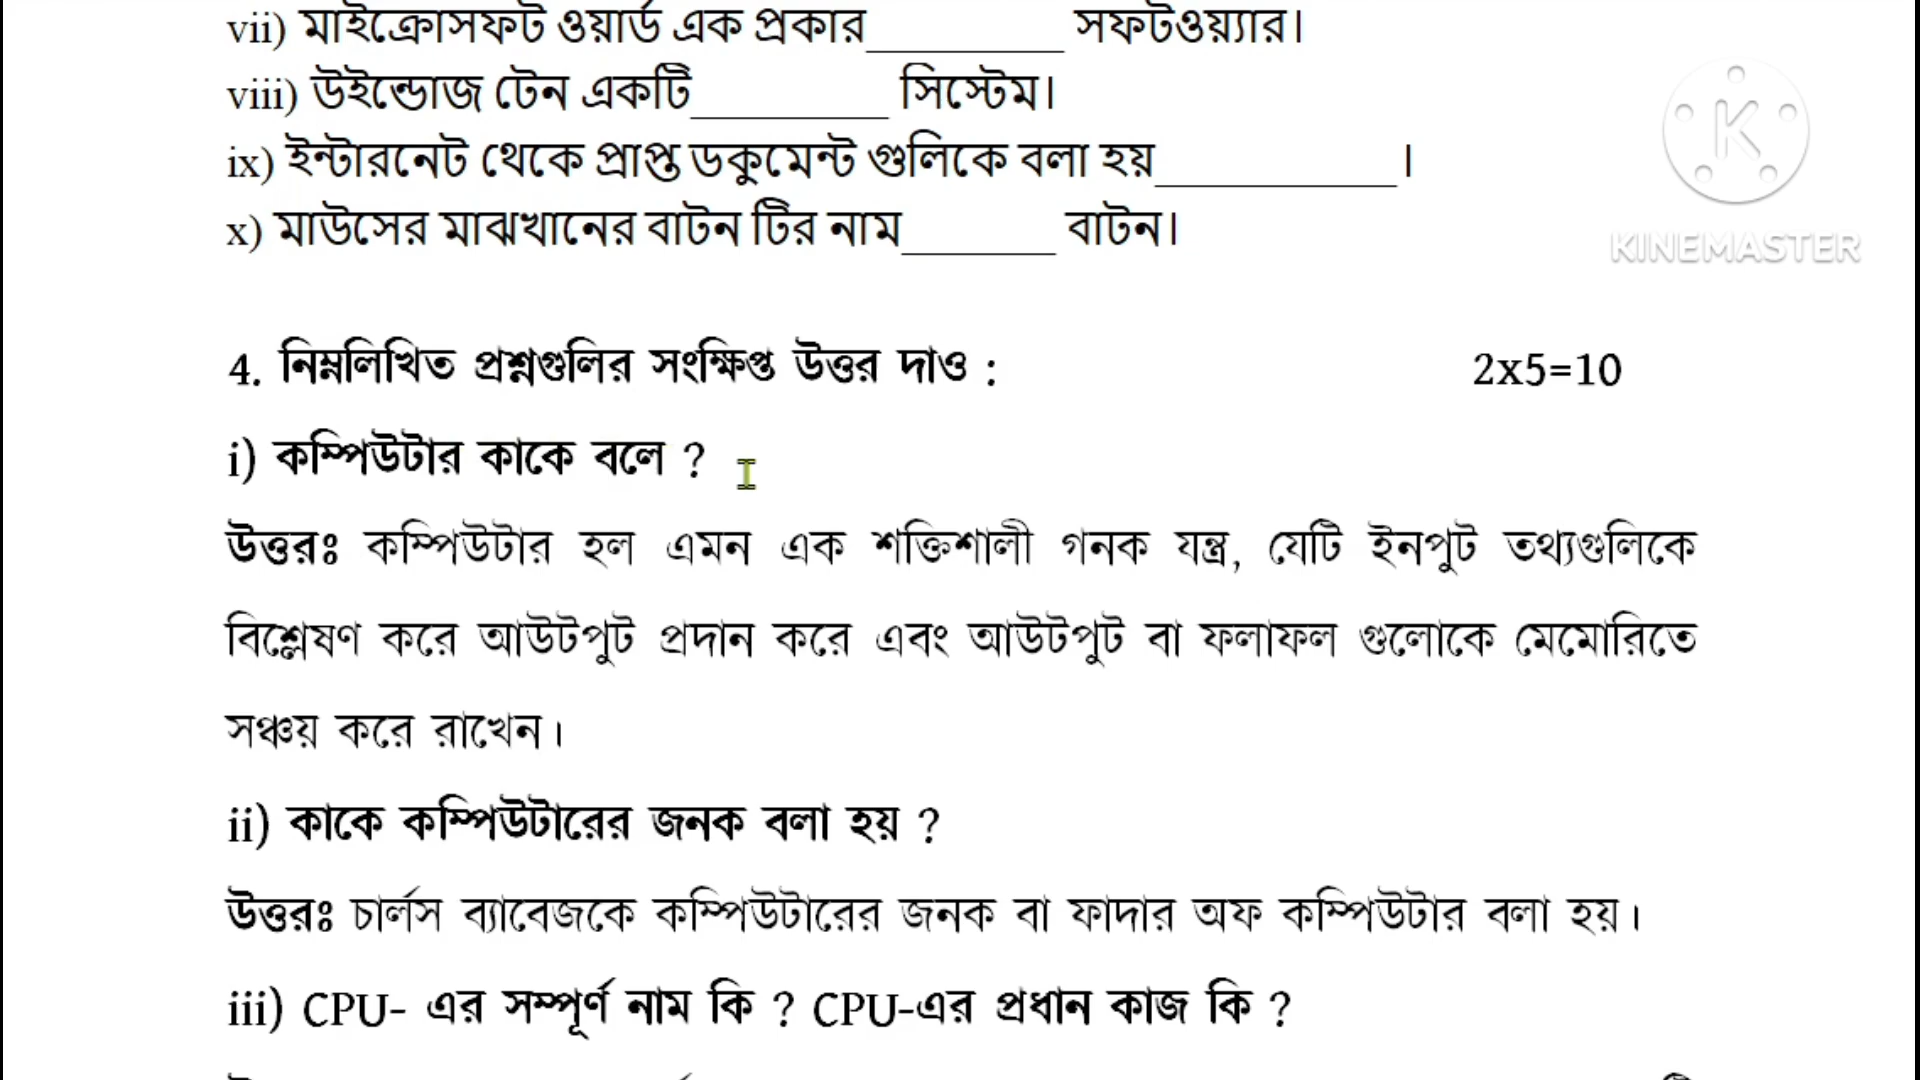 vii) মাইক্রোসফট ওয়ার্ড এক প্রকার_________ সফটওয়্যার।
viii) উইন্ডোজ টেন একটি_________ সিস্টেম।
ix) ইন্টারনেট থেকে প্রাপ্ত ডকুমেন্ট গুলিকে বলা হয়___________।
x) মাউসের মাঝখানের বাটন টির নাম_______ বাটন।
KINEMASTER
4. নিম্নলিখিত প্রশ্নগুলির সংক্ষিপ্ত উত্তর দাও : 2x5=10
i) কম্পিউটার কাকে বলে ?
উত্তরঃ কম্পিউটার হল এমন এক শক্তিশালী গনক যন্ত্র, যেটি ইনপুট তথ্যগুলিকে
বিশ্লেষণ করে আউটপুট প্রদান করে এবং আউটপুট বা ফলাফল গুলোকে মেমোরিতে
সঞ্চয় করে রাখেন।
ii) কাকে কম্পিউটারের জনক বলা হয় ?
উত্তরঃ চার্লস ব্যাবেজকে কম্পিউটারের জনক বা ফাদার অফ কম্পিউটার বলা হয়।
iii) CPU- এর সম্পূর্ণ নাম কি ? CPU-এর প্রধান কাজ কি ?